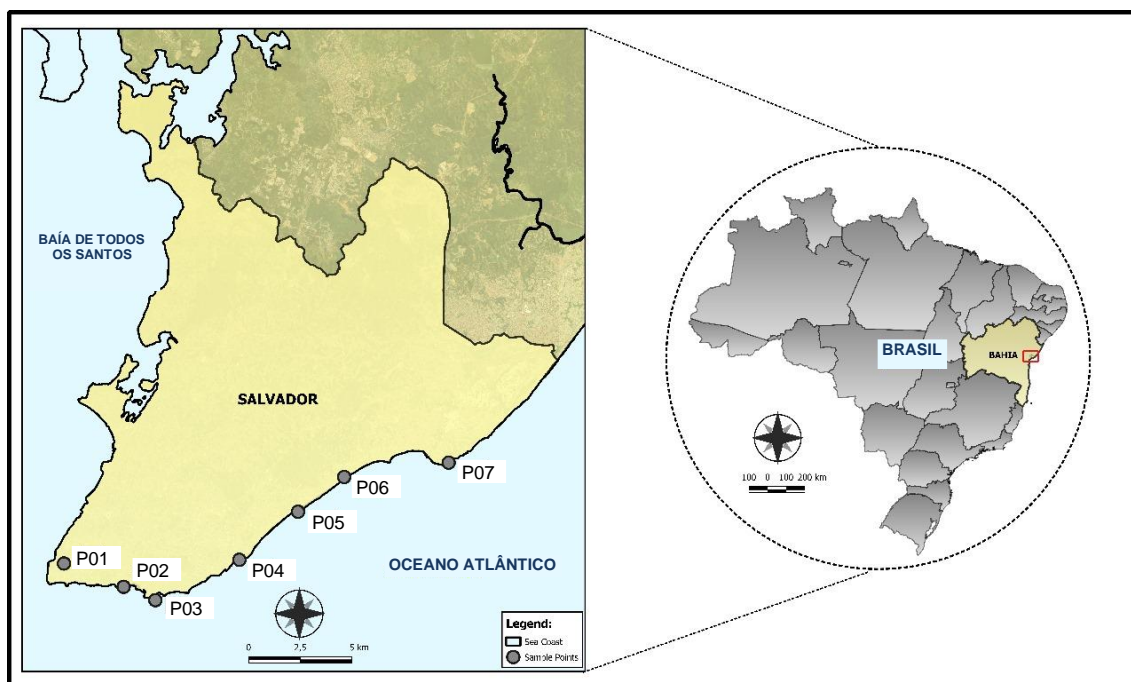 BAÍA DE TODOS
OS SANTOS
SALVADOR
P01
P02
P03
P04
P05
P06
P07
OCEANO ATLÂNTICO
0 2,5 5 km
Legend:
Sea Coast
Sample Points
BRASIL
BAHIA
100 0 100 200 km